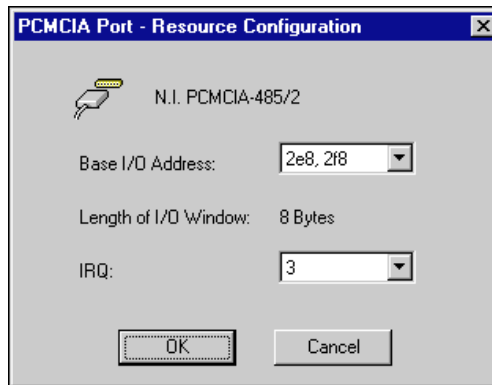 PCMCIA Port - Resource Configuration
N.I. PCMCIA-485/2
Base I/O Address: 2e8, 2f8
Length of I/O Window: 8 Bytes
IRQ: 3
OK Cancel